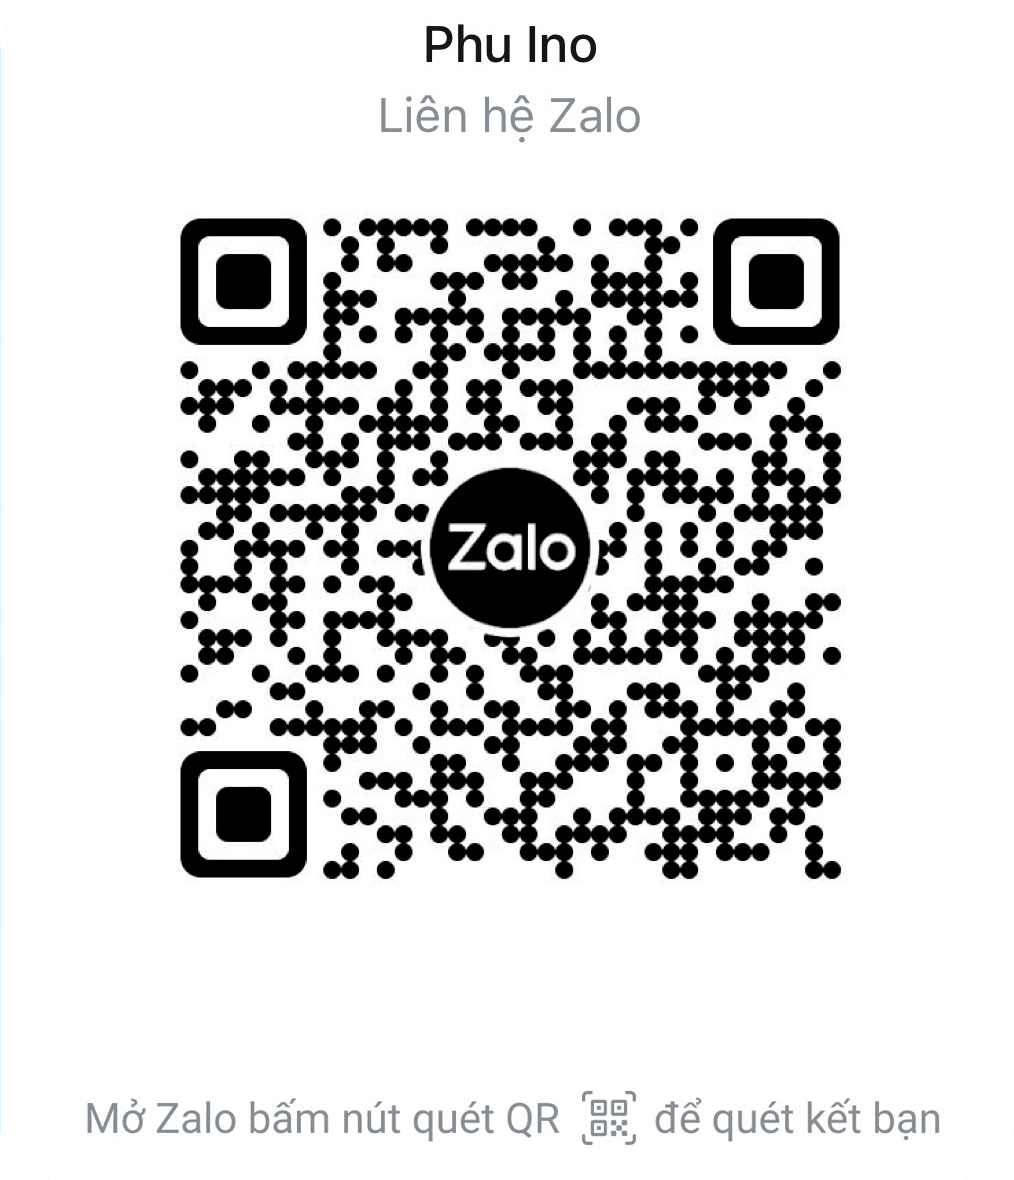 Phu Ino
Liên hệ Zalo
Zalo
Mở Zalo bấm nút quét QR để quét kết bạn